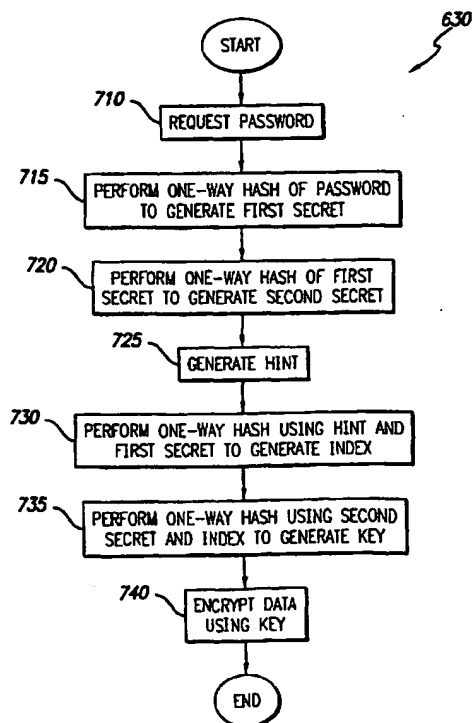 630
START
710
REQUEST PASSWORD
715
PERFORM ONE-WAY HASH OF PASSWORD
TO GENERATE FIRST SECRET
720
PERFORM ONE-WAY HASH OF FIRST
SECRET TO GENERATE SECOND SECRET
725
GENERATE HINT
730
PERFORM ONE-WAY HASH USING HINT AND
FIRST SECRET TO GENERATE INDEX
735
PERFORM ONE-WAY HASH USING SECOND
SECRET AND INDEX TO GENERATE KEY
740
ENCRYPT DATA
USING KEY
END